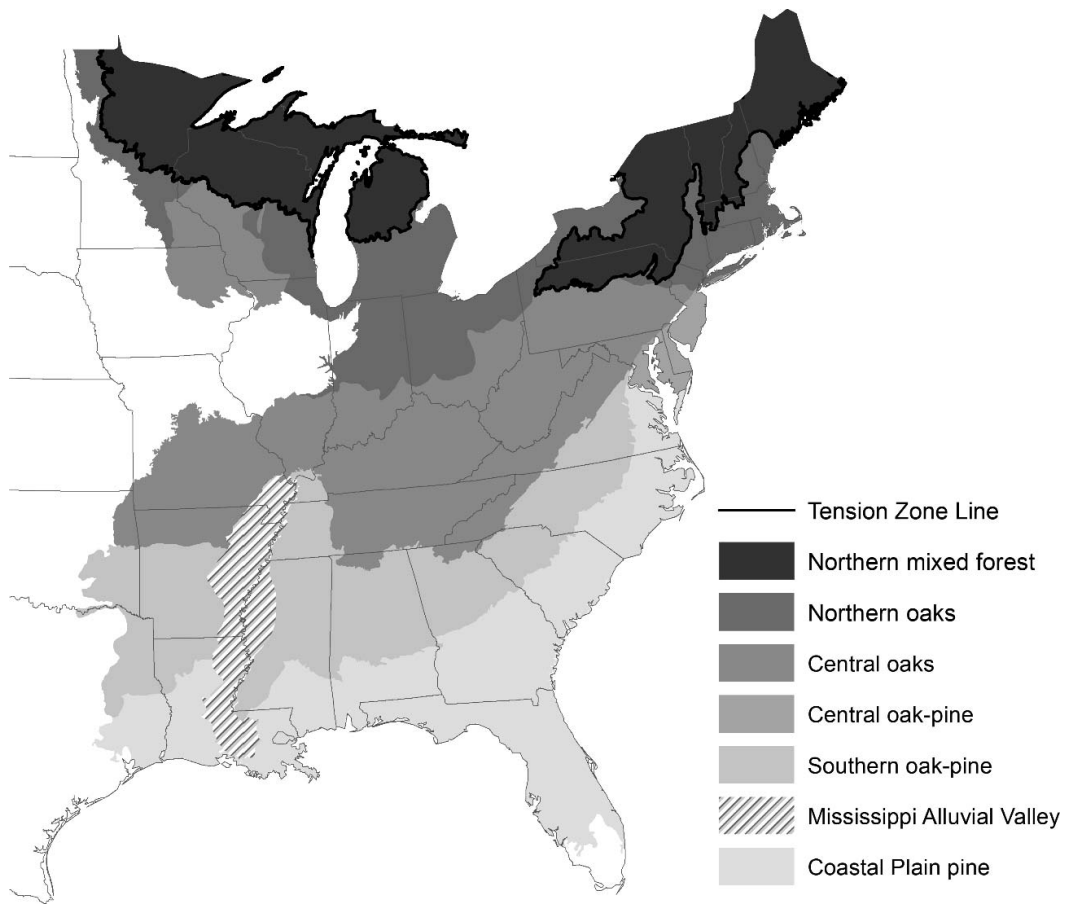 Tension Zone Line
Northern mixed forest
Northern oaks
Central oaks
Central oak-pine
Southern oak-pine
Mississippi Alluvial Valley
Coastal Plain pine